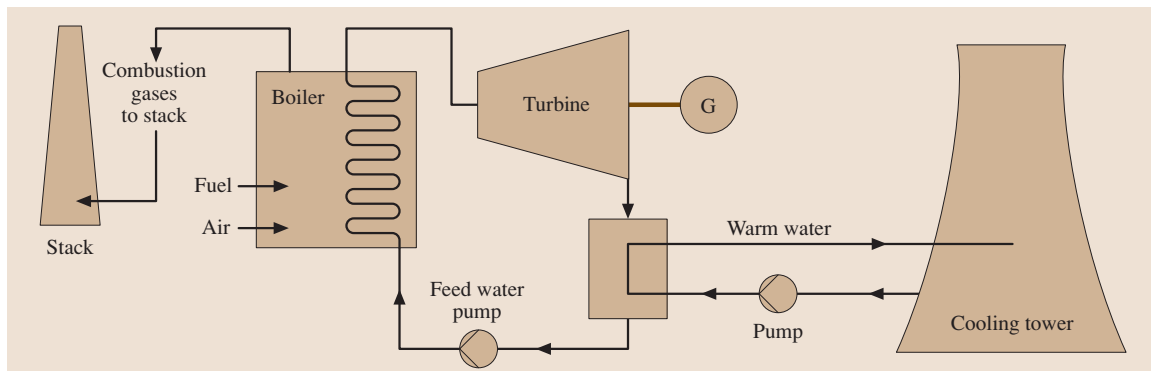 Combustion
gases
to stack
Boiler
Turbine
G
Fuel
Air
Stack
Warm water
Feed water
pump
Pump
Cooling tower